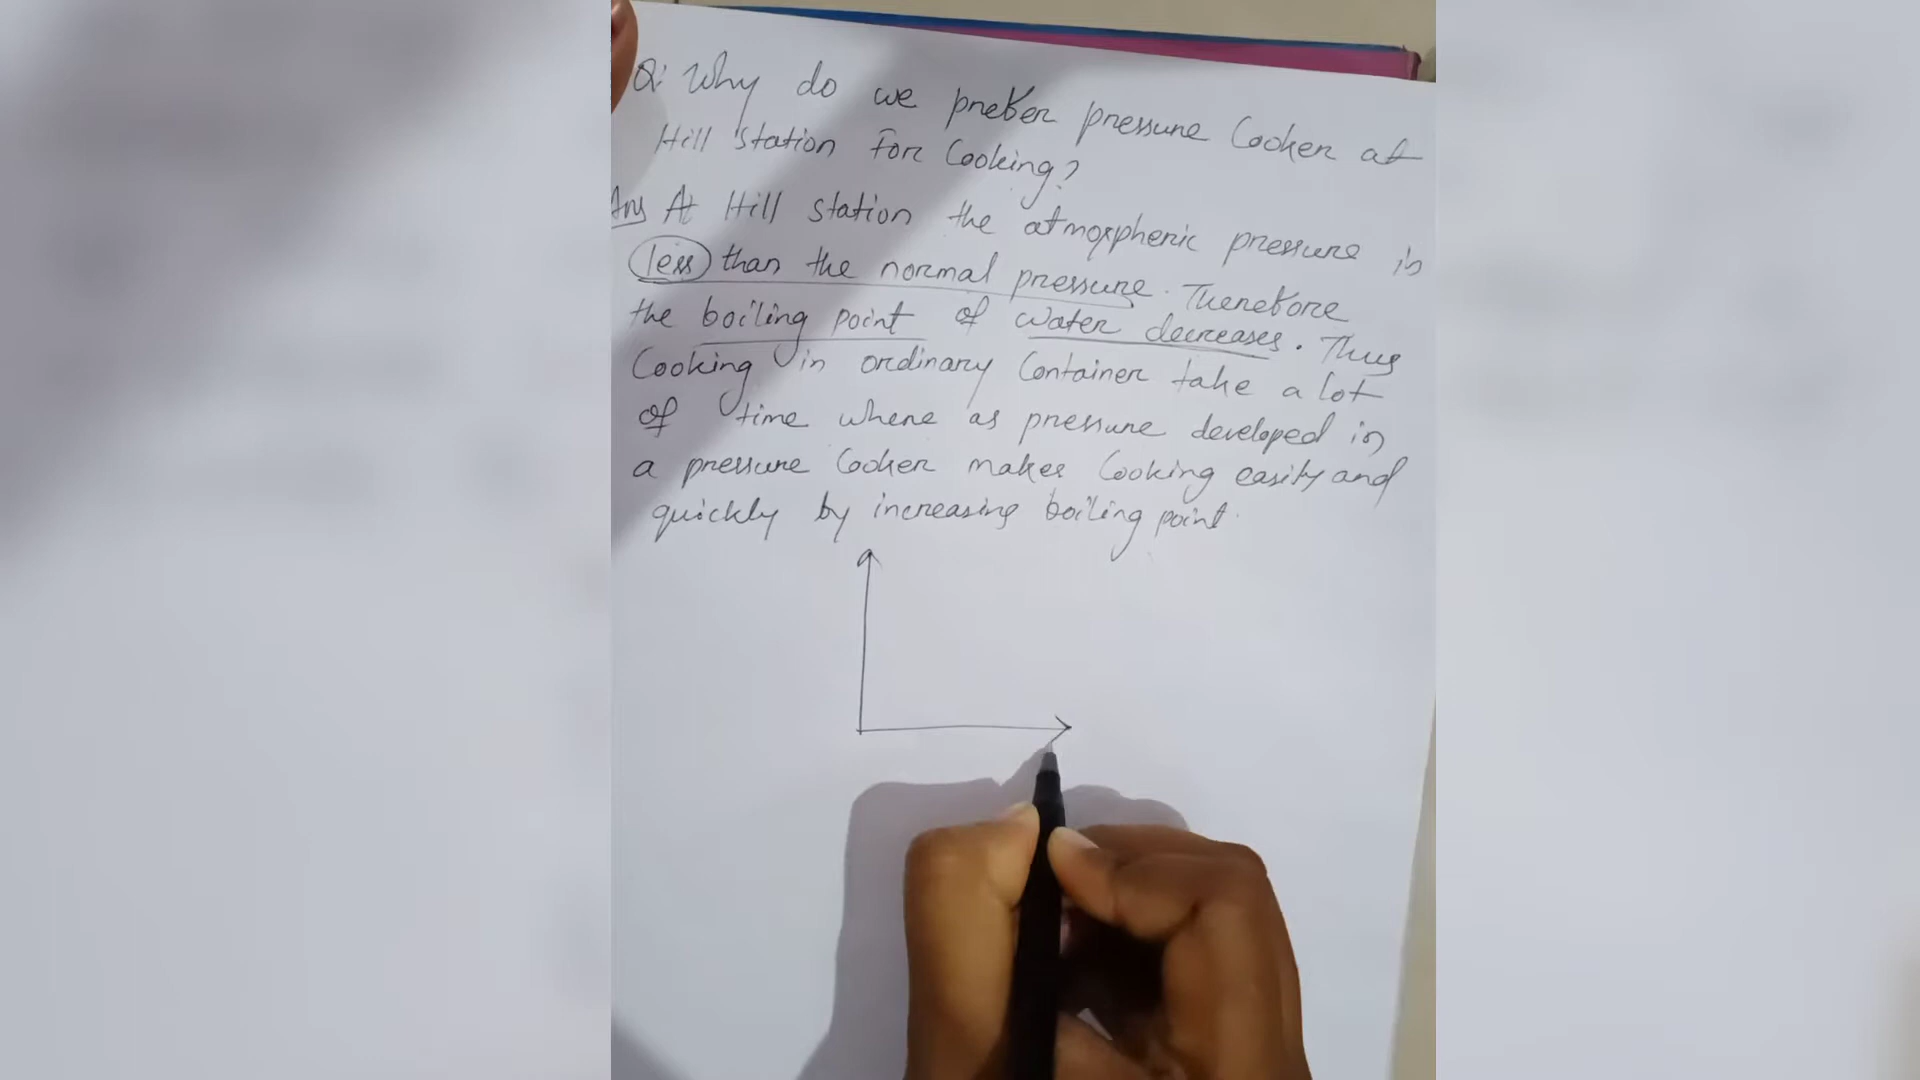 Q: Why do we prefer pressure Cooker at
Hill station For Cooking?
Ans At Hill station the atmospheric pressure is
less than the normal pressure. Therefore
the boiling point of water decreases. Thus
Cooking in ordinary Container take a lot
of time where as pressure developed in
a pressure Cooker makes Cooking easily and
quickly by increasing boiling point.